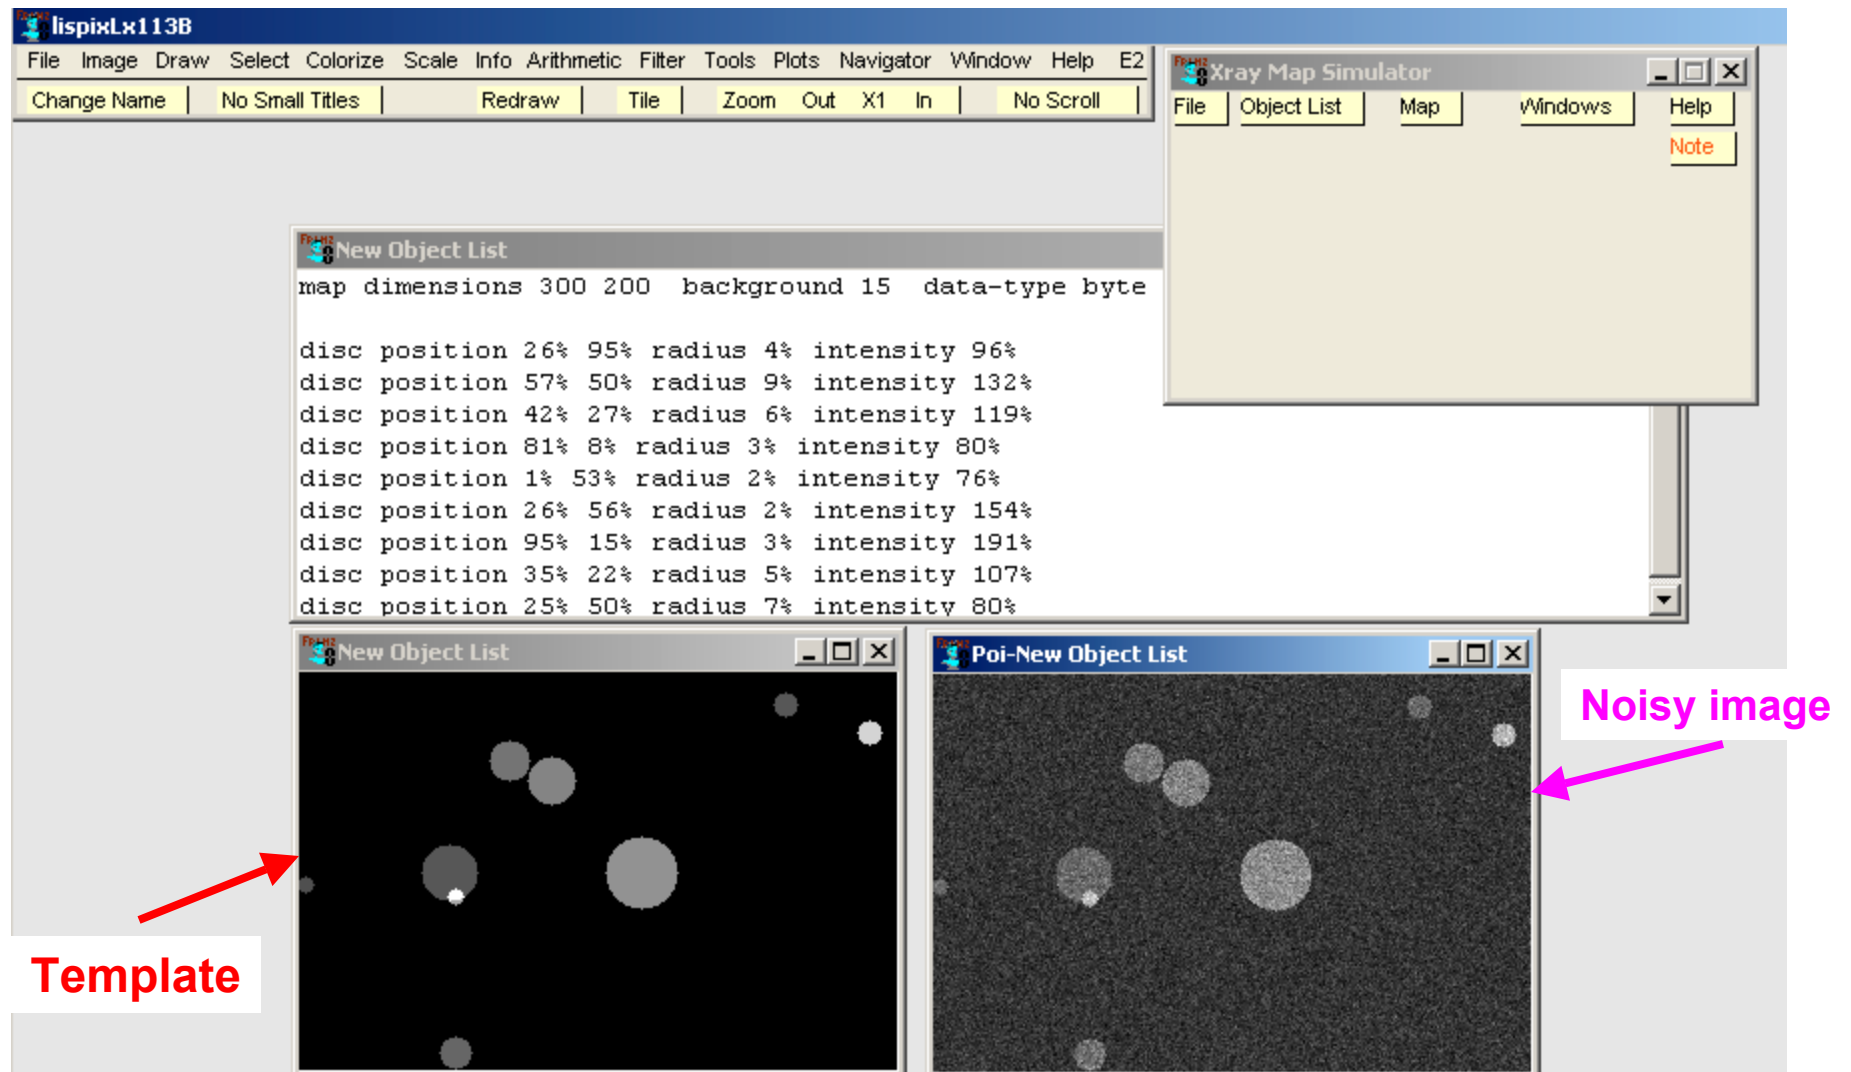 lispixLx113B
File Image Draw Select Colorize Scale Info Arithmetic Filter Tools Plots Navigator Window Help E2
Change Name No Small Titles Redraw Tile Zoom Out X1 In No Scroll
Xray Map Simulator
File Object List Map Windows Help
Note
New Object List
map dimensions 300 200 background 15 data-type byte
disc position 26% 95% radius 4% intensity 96%
disc position 57% 50% radius 9% intensity 132%
disc position 42% 27% radius 6% intensity 119%
disc position 81% 8% radius 3% intensity 80%
disc position 1% 53% radius 2% intensity 76%
disc position 26% 56% radius 2% intensity 154%
disc position 95% 15% radius 3% intensity 191%
disc position 35% 22% radius 5% intensity 107%
disc position 25% 50% radius 7% intensity 80%
New Object List
Poi-New Object List
Noisy image
Template